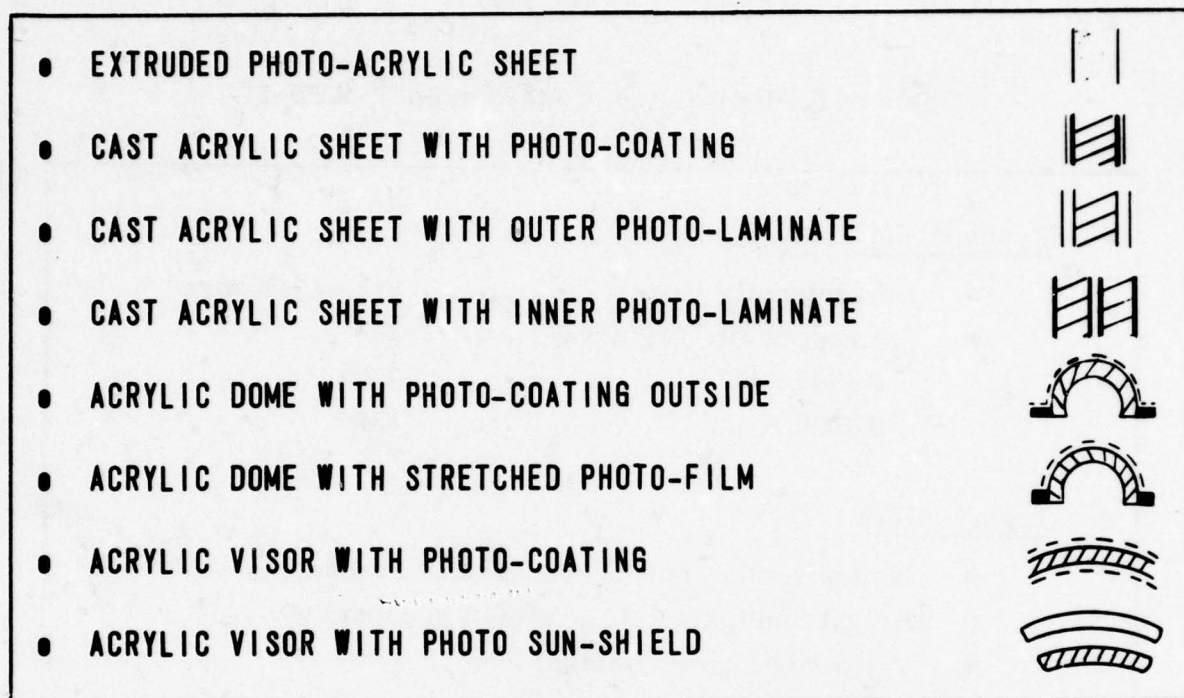 • EXTRUDED PHOTO-ACRYLIC SHEET
• CAST ACRYLIC SHEET WITH PHOTO-COATING
• CAST ACRYLIC SHEET WITH OUTER PHOTO-LAMINATE
• CAST ACRYLIC SHEET WITH INNER PHOTO-LAMINATE
• ACRYLIC DOME WITH PHOTO-COATING OUTSIDE
• ACRYLIC DOME WITH STRETCHED PHOTO-FILM
• ACRYLIC VISOR WITH PHOTO-COATING
• ACRYLIC VISOR WITH PHOTO SUN-SHIELD